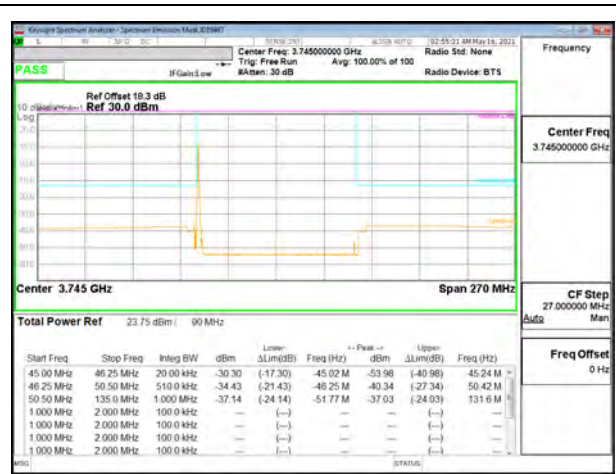 Keysight Spectrum Analyzer - Spectrum Emission Mask
02:55:21 AM May 16, 2021
Center Freq: 3.745000000 GHz
Radio Std: None
Frequency
Trig: Free Run
Avg: 100.00% of 100
PASS
IFGain:Low
#Atten: 30 dB
Radio Device: BTS
Ref Offset 18.3 dB
10 dB
Ref 30.0 dBm
Log
Center Freq
3.745000000 GHz
Center 3.745 GHz
Span 270 MHz
CF Step
27.000000 MHz
Auto Man
Total Power Ref 23.75 dBm / 90 MHz
Lower <-- Peak --> Upper
Start Freq Stop Freq Integ BW dBm ΔLim(dB) Freq (Hz) dBm ΔLim(dB) Freq (Hz)
Freq Offset
0 Hz
45.00 MHz 46.25 MHz 20.00 kHz -30.30 (-17.30) -45.02 M -53.98 (-40.98) 45.24 M
46.25 MHz 50.50 MHz 510.0 kHz -34.43 (-21.43) -46.25 M -40.34 (-27.34) 50.42 M
50.50 MHz 135.0 MHz 1.000 MHz -37.14 (-24.14) -51.77 M -37.03 (-24.03) 131.6 M
1.000 MHz 2.000 MHz 100.0 kHz --- (---) --- --- (---) ---
1.000 MHz 2.000 MHz 100.0 kHz --- (---) --- --- (---) ---
1.000 MHz 2.000 MHz 100.0 kHz --- (---) --- --- (---) ---
1.000 MHz 2.000 MHz 100.0 kHz --- (---) --- --- (---) ---
MSG
STATUS